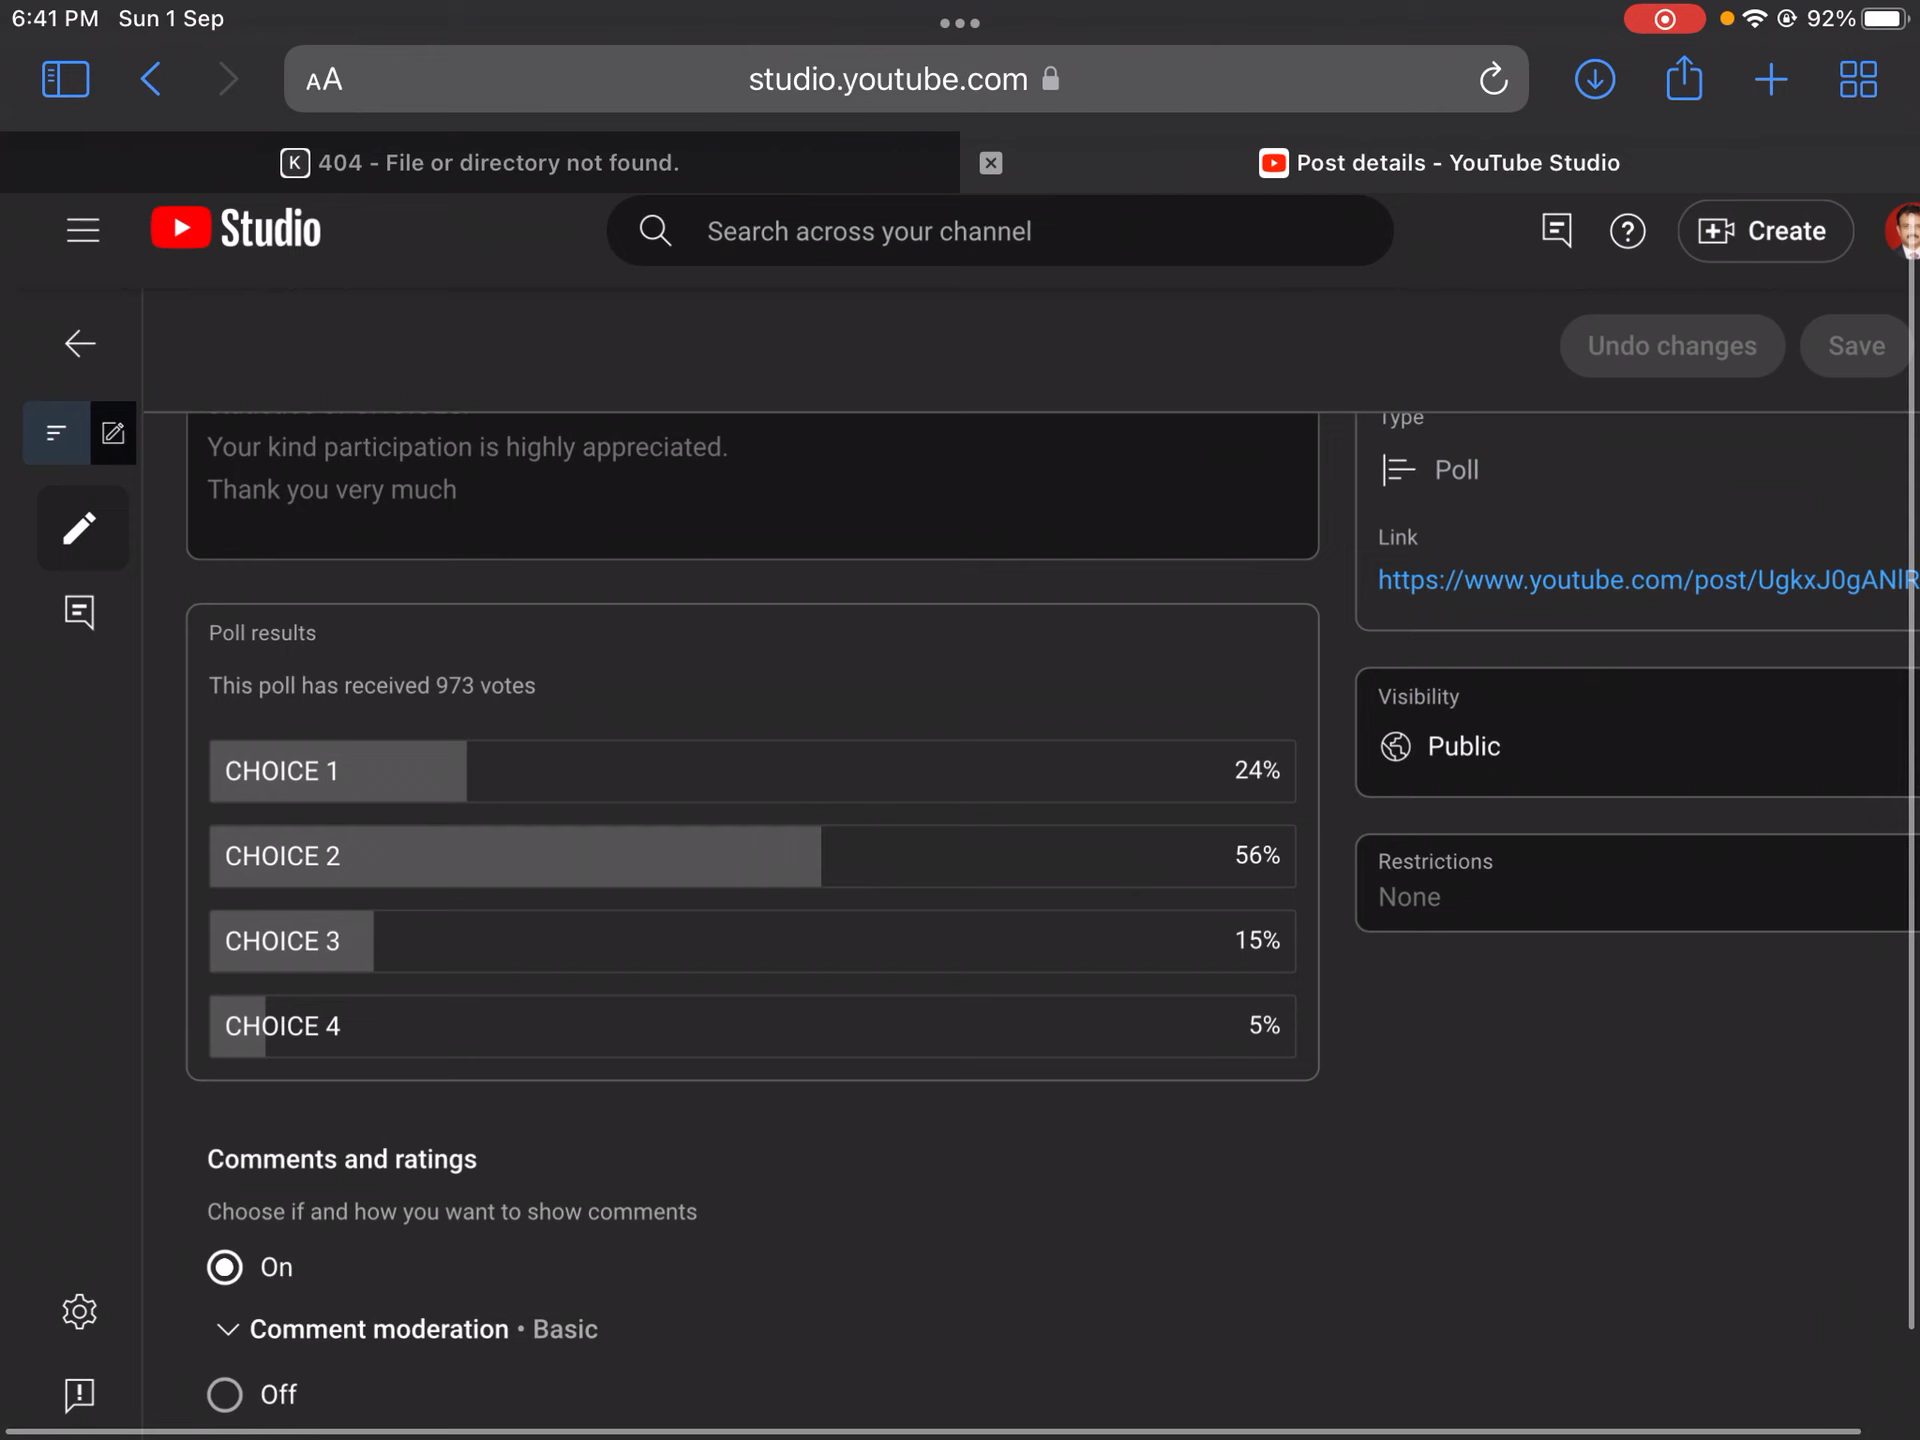 6:41 PM Sun 1 Sep
92%
AA
studio.youtube.com
K 404 - File or directory not found.
Post details - YouTube Studio
Studio
Search across your channel
Create
Undo changes
Save
Your kind participation is highly appreciated.
Thank you very much
Type
Poll
Link
https://www.youtube.com/post/UgkxJ0gANlR
Poll results
This poll has received 973 votes
CHOICE 1 24%
CHOICE 2 56%
CHOICE 3 15%
CHOICE 4 5%
Visibility
Public
Restrictions
None
Comments and ratings
Choose if and how you want to show comments
On
Comment moderation • Basic
Off